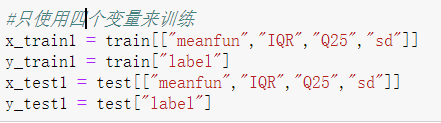 #只使用四个变量来训练
x_train1 = train[["meanfun","IQR","Q25","sd"]]
y_train1 = train["label"]
x_test1 = test[["meanfun","IQR","Q25","sd"]]
y_test1 = test["label"]